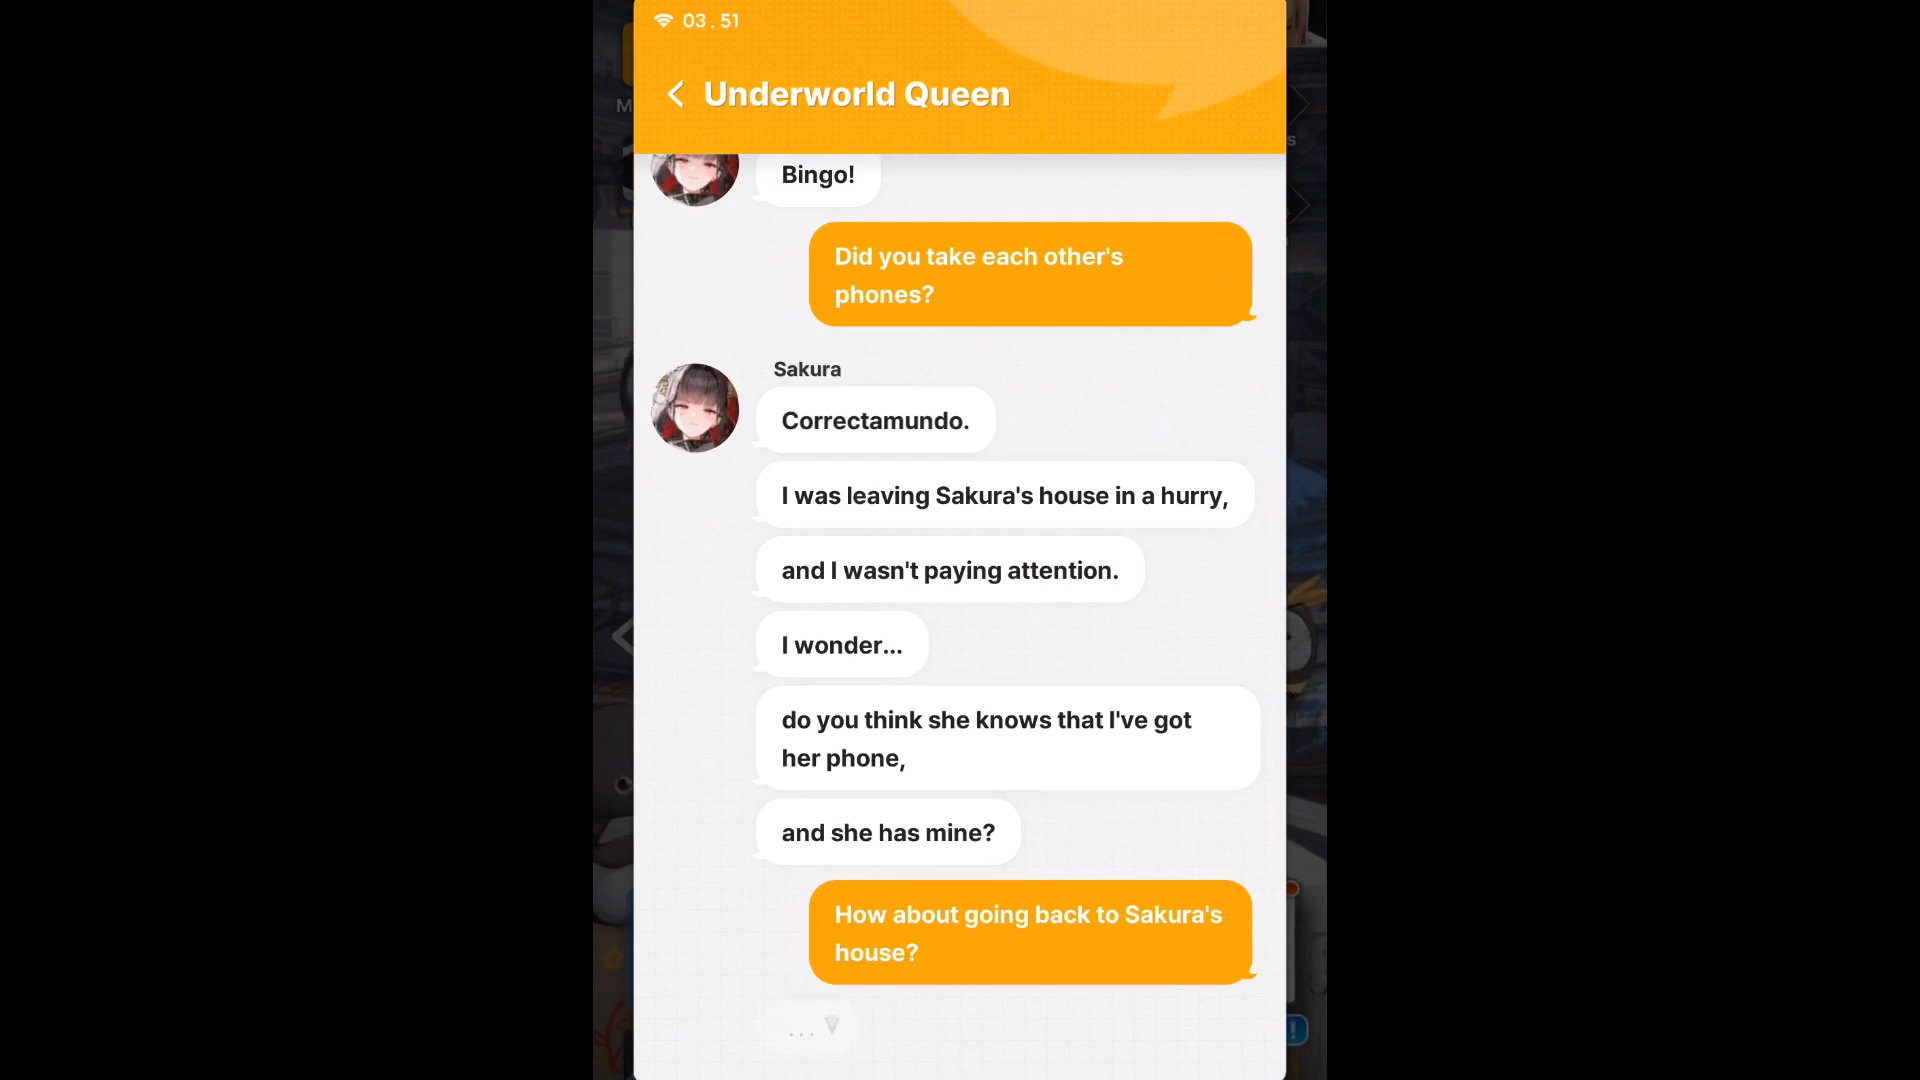 03.51
Underworld Queen
Bingo!
Did you take each other's
phones?
Sakura
Correctamundo.
I was leaving Sakura's house in a hurry,
and I wasn't paying attention.
I wonder...
do you think she knows that I've got
her phone,
and she has mine?
How about going back to Sakura's
house?
...